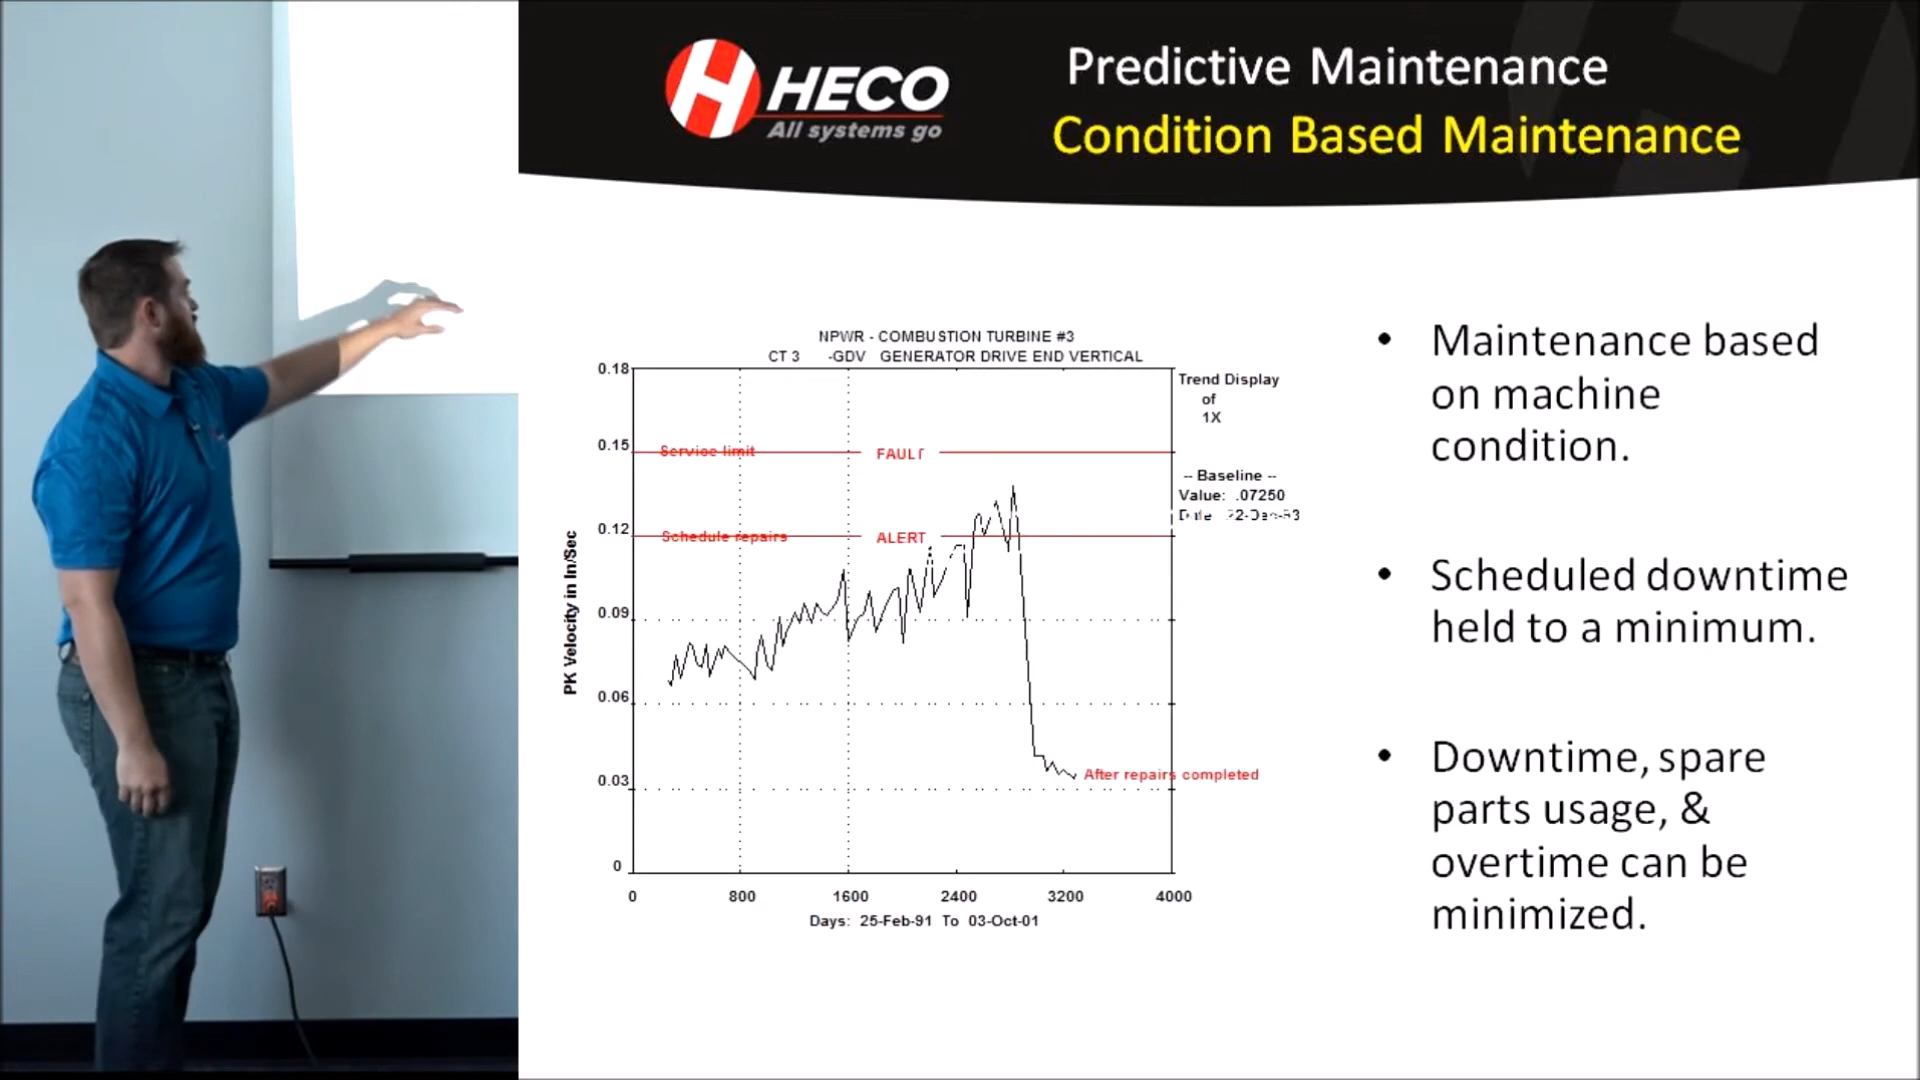 HECO
All systems go
Predictive Maintenance
Condition Based Maintenance
NPWR - COMBUSTION TURBINE #3
CT 3 -GDV GENERATOR DRIVE END VERTICAL
0.18
0.15
0.12
0.09
0.06
0.03
0
PK Velocity in In/Sec
Service limit FAULT
Schedule repairs ALERT
After repairs completed
Trend Display
of
1X
-- Baseline --
Value: .07250
0 800 1600 2400 3200 4000
Days: 25-Feb-91 To 03-Oct-01
• Maintenance based
on machine
condition.
• Scheduled downtime
held to a minimum.
• Downtime, spare
parts usage, &
overtime can be
minimized.